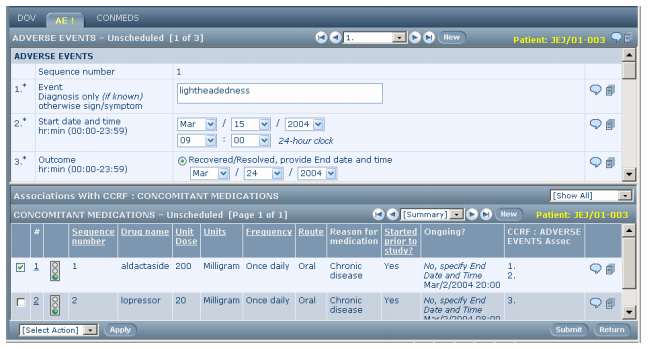 DOV AE ! CONMEDS
ADVERSE EVENTS – Unscheduled [1 of 3] 1. New Patient: JEJ/01-003
ADVERSE EVENTS
Sequence number 1
1.* Event lightheadedness
Diagnosis only (if known)
otherwise sign/symptom
2.* Start date and time Mar / 15 / 2004
hr:min (00:00-23:59) 09 : 00 24-hour clock
3.* Outcome Recovered/Resolved, provide End date and time
hr:min (00:00-23:59) Mar / 24 / 2004
Associations With CCRF : CONCOMITANT MEDICATIONS [Show All]
CONCOMITANT MEDICATIONS – Unscheduled [Page 1 of 1] [Summary] New Patient: JEJ/01-003
# Sequence number Drug name Unit Dose Units Frequency Route Reason for medication Started prior to study? Ongoing? CCRF : ADVERSE EVENTS Assoc
1 1 aldactaside 200 Milligram Once daily Oral Chronic disease Yes No, specify End Date and Time Mar/2/2004 20:00 1. 2.
2 2 lopressor 20 Milligram Once daily Oral Chronic disease Yes No, specify End Date and Time Mar/2/2004 08:00 3.
[Select Action] Apply Submit Return